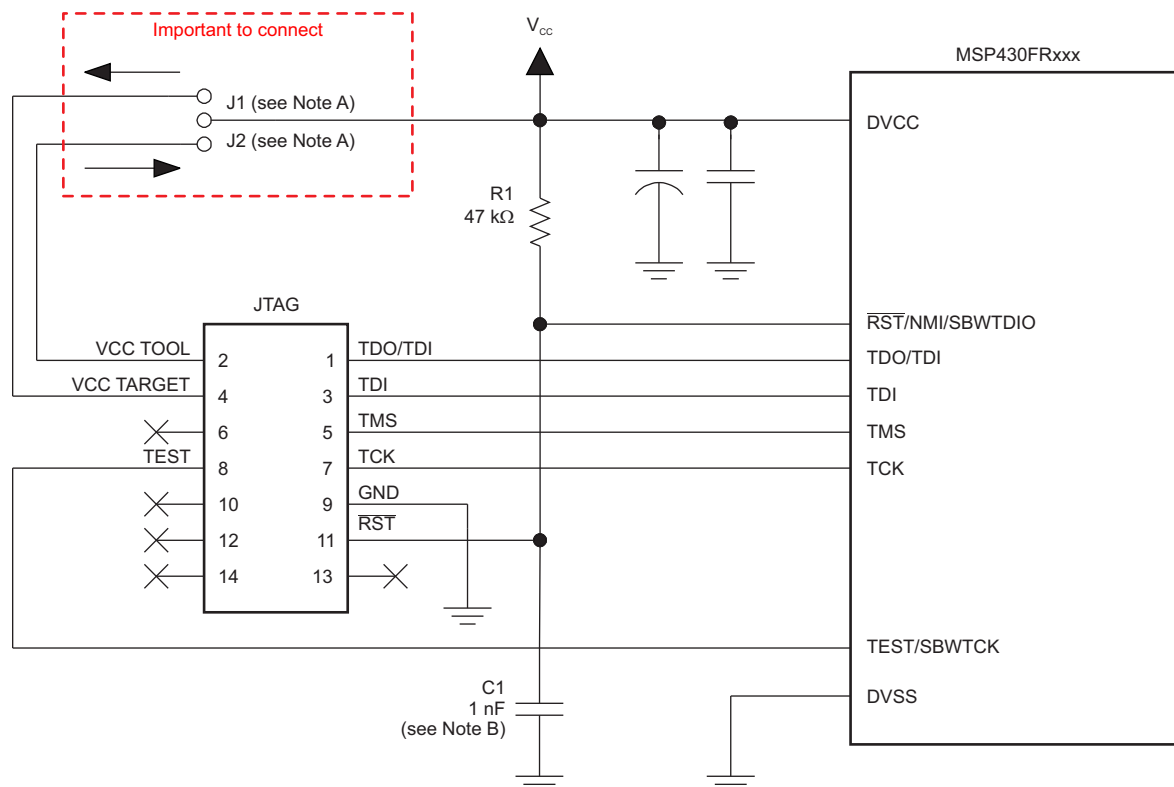 Important to connect
J1 (see Note A)
J2 (see Note A)
VCC
MSP430FRxxx
DVCC
R1
47 kΩ
JTAG
RST/NMI/SBWTDIO
VCC TOOL
2
1
TDO/TDI
TDO/TDI
VCC TARGET
4
3
TDI
TDI
6
5
TMS
TMS
TEST
8
7
TCK
TCK
10
9
GND
12
11
RST
14
13
TEST/SBWTCK
C1
1 nF
(see Note B)
DVSS